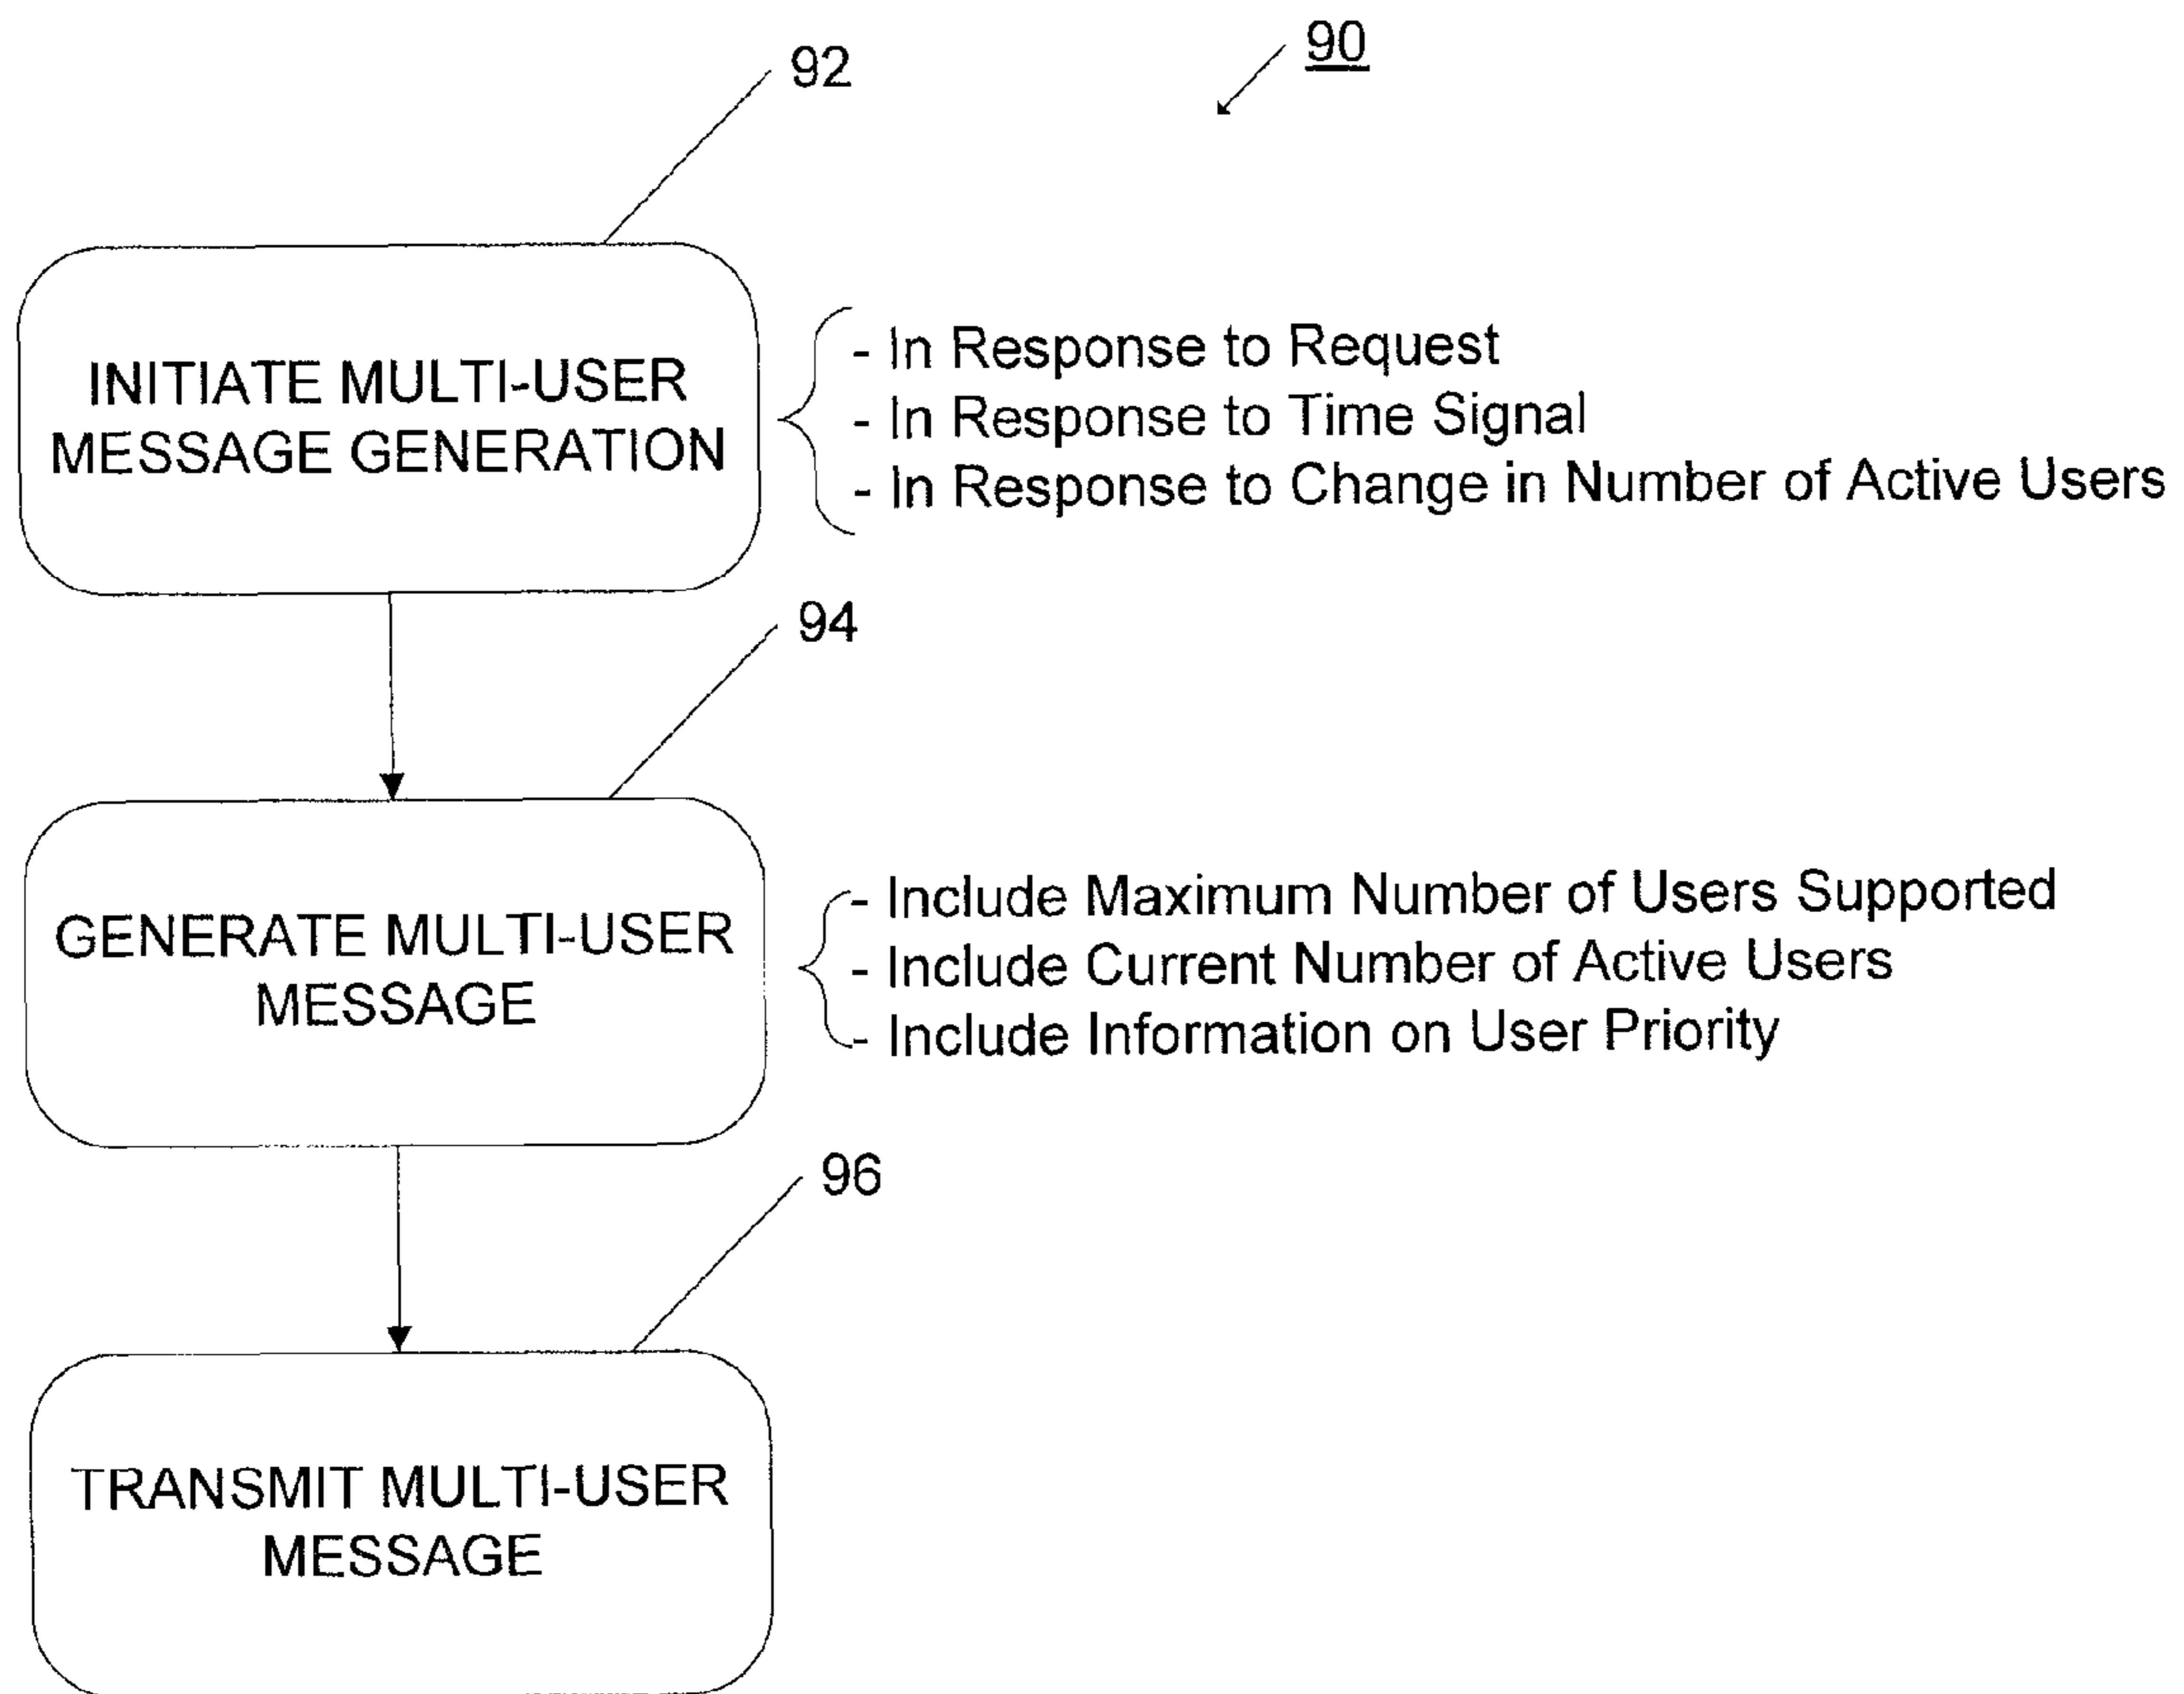 90
92
INITIATE MULTI-USER
MESSAGE GENERATION
- In Response to Request
- In Response to Time Signal
- In Response to Change in Number of Active Users
94
GENERATE MULTI-USER
MESSAGE
- Include Maximum Number of Users Supported
- Include Current Number of Active Users
- Include Information on User Priority
96
TRANSMIT MULTI-USER
MESSAGE